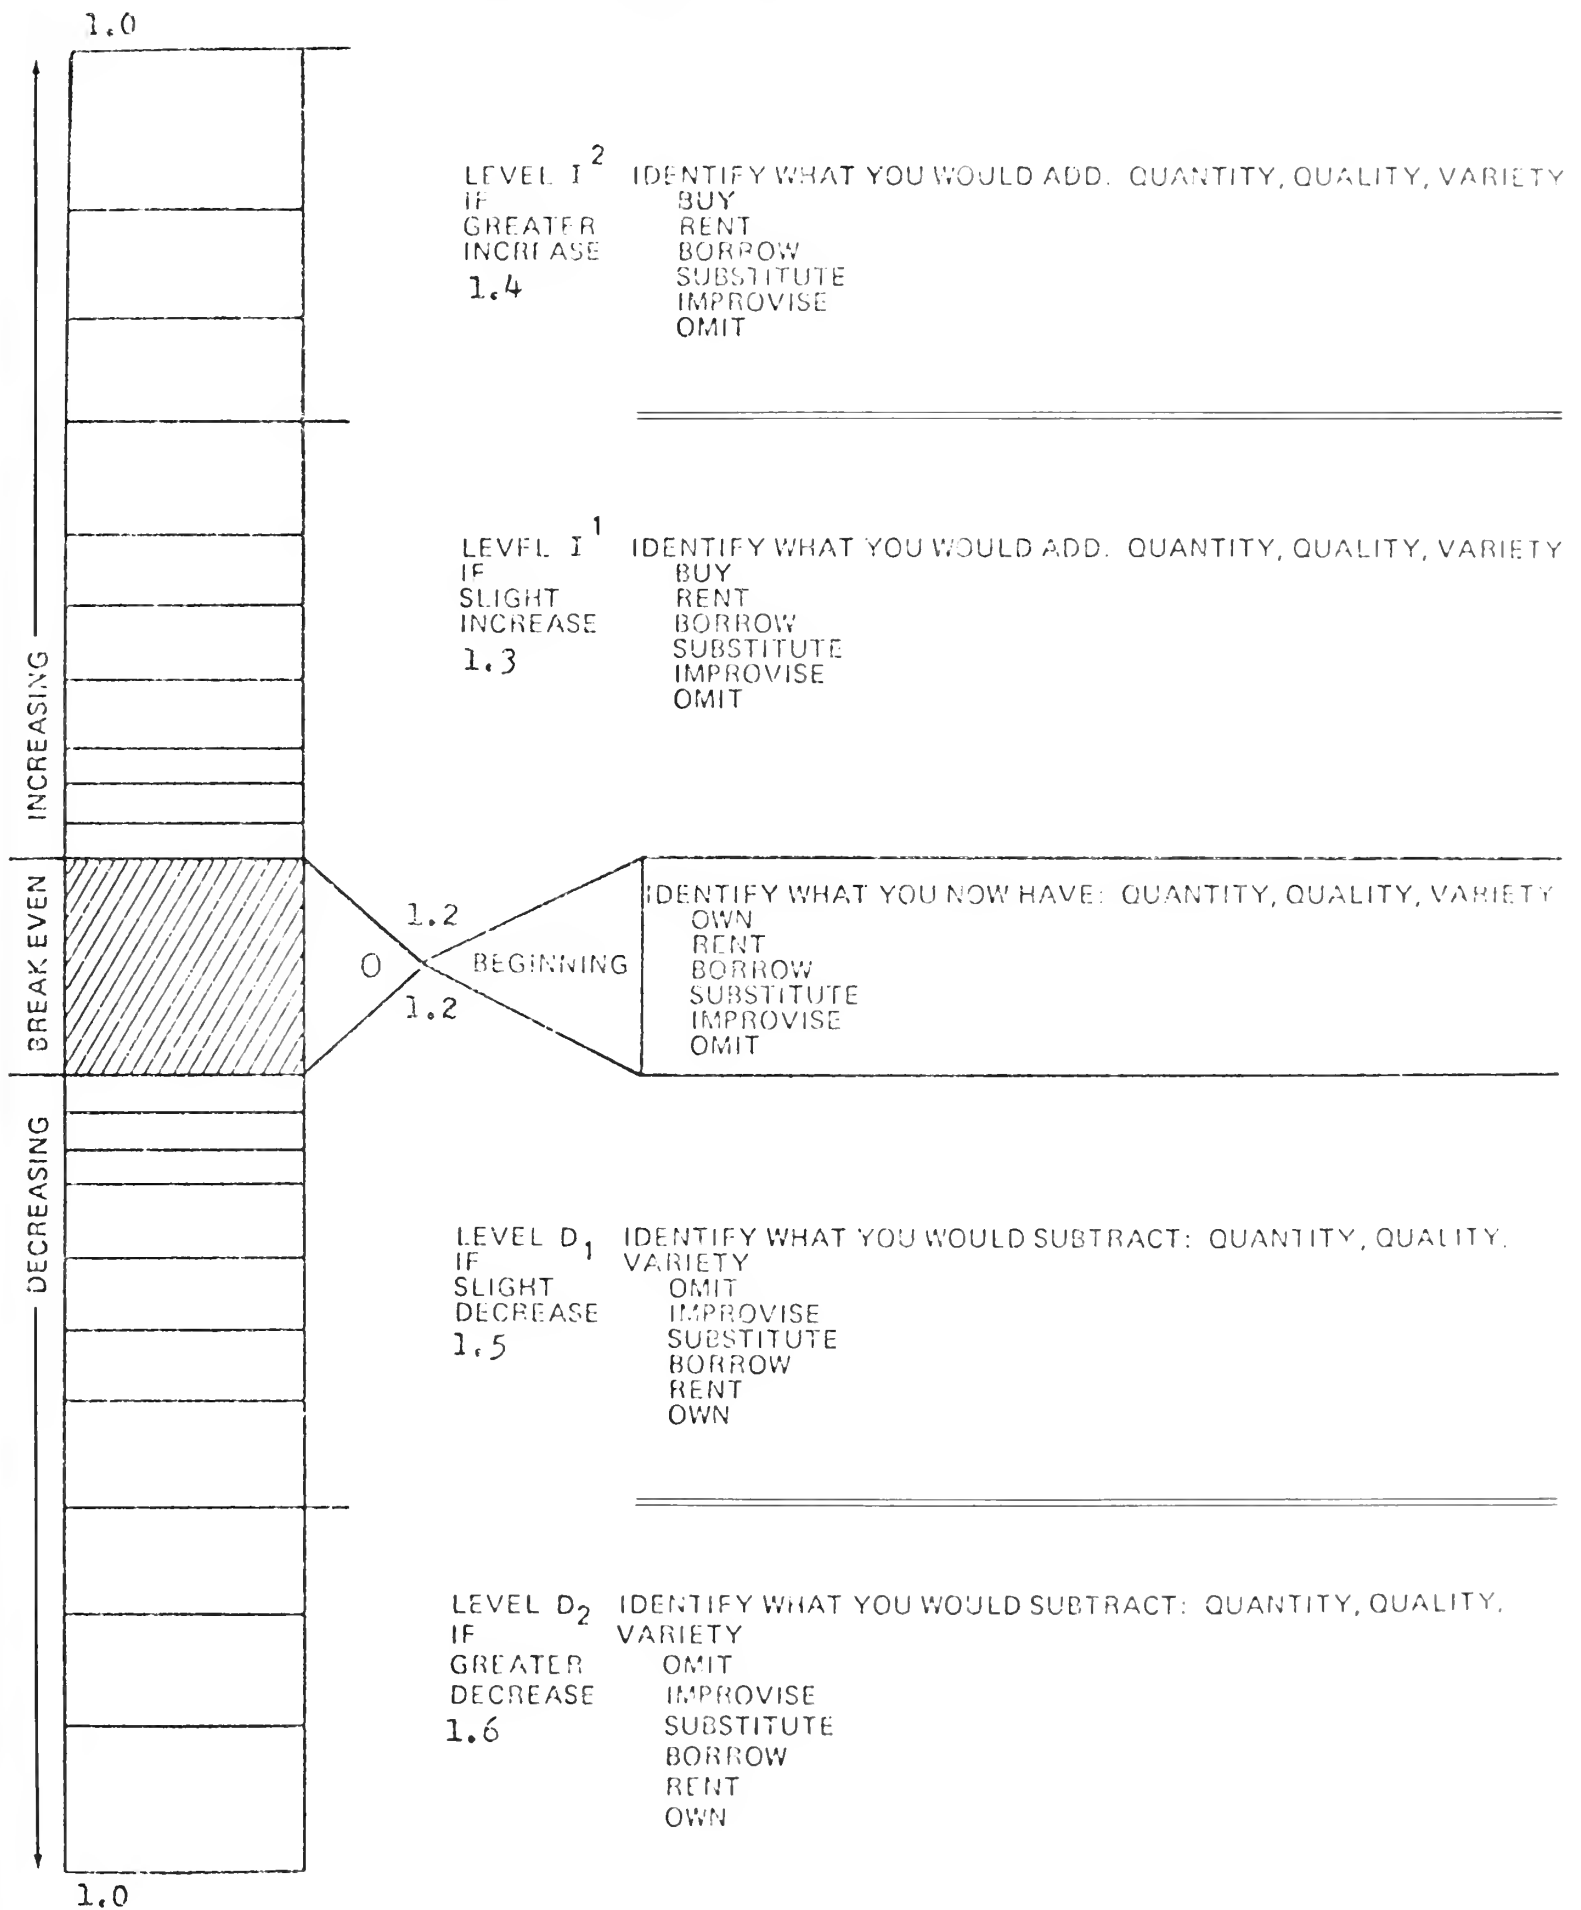 1.0
LEVEL I 2 IDENTIFY WHAT YOU WOULD ADD. QUANTITY, QUALITY, VARIETY
IF BUY
GREATER RENT
INCREASE BORROW
1.4 SUBSTITUTE
IMPROVISE
OMIT
LEVEL I 1 IDENTIFY WHAT YOU WOULD ADD. QUANTITY, QUALITY, VARIETY
IF BUY
SLIGHT RENT
INCREASE BORROW
1.3 SUBSTITUTE
IMPROVISE
OMIT
INCREASING
BREAK EVEN
DECREASING
1.2
O BEGINNING
1.2
IDENTIFY WHAT YOU NOW HAVE: QUANTITY, QUALITY, VARIETY
OWN
RENT
BORROW
SUBSTITUTE
IMPROVISE
OMIT
LEVEL D1 IDENTIFY WHAT YOU WOULD SUBTRACT: QUANTITY, QUALITY,
IF VARIETY
SLIGHT OMIT
DECREASE IMPROVISE
1.5 SUBSTITUTE
BORROW
RENT
OWN
LEVEL D2 IDENTIFY WHAT YOU WOULD SUBTRACT: QUANTITY, QUALITY,
IF VARIETY
GREATER OMIT
DECREASE IMPROVISE
1.6 SUBSTITUTE
BORROW
RENT
OWN
1.0